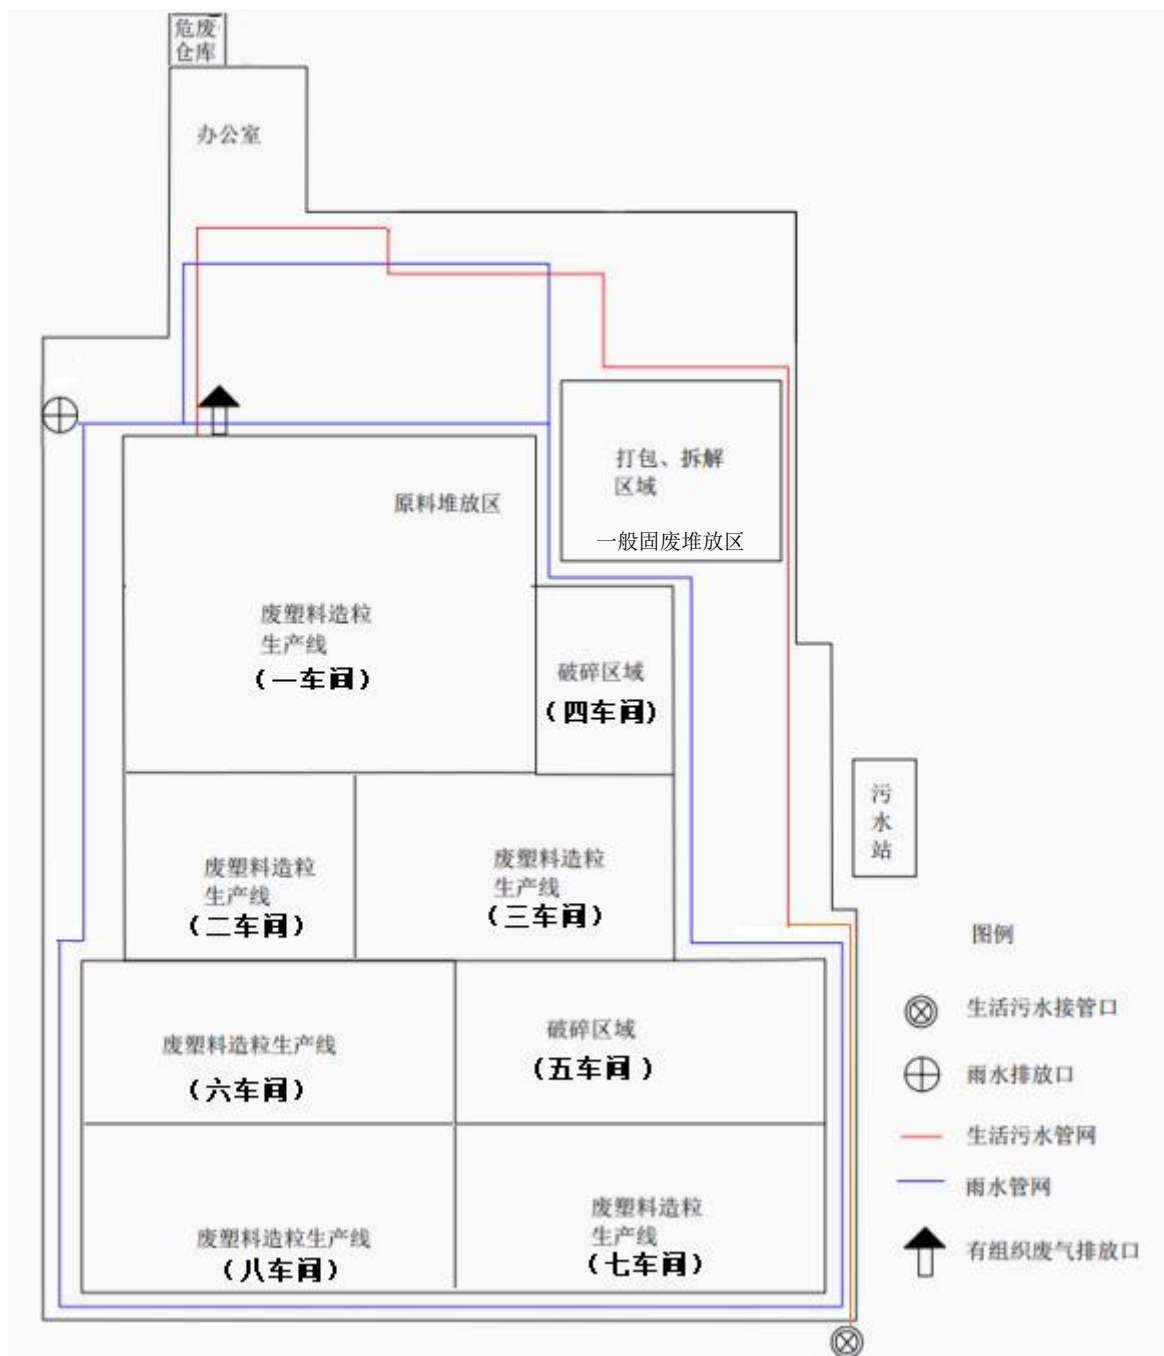 危废
仓库
办公室
原料堆放区
打包、拆解
区域
一般固废堆放区
废塑料造粒
生产线
(一车间)
破碎区域
(四车间)
污
水
站
废塑料造粒
生产线
(二车间)
废塑料造粒
生产线
(三车间)
图例
生活污水接管口
雨水排放口
生活污水管网
雨水管网
有组织废气排放口
废塑料造粒生产线
(六车间)
破碎区域
(五车间)
废塑料造粒生产线
(八车间)
废塑料造粒
生产线
(七车间)